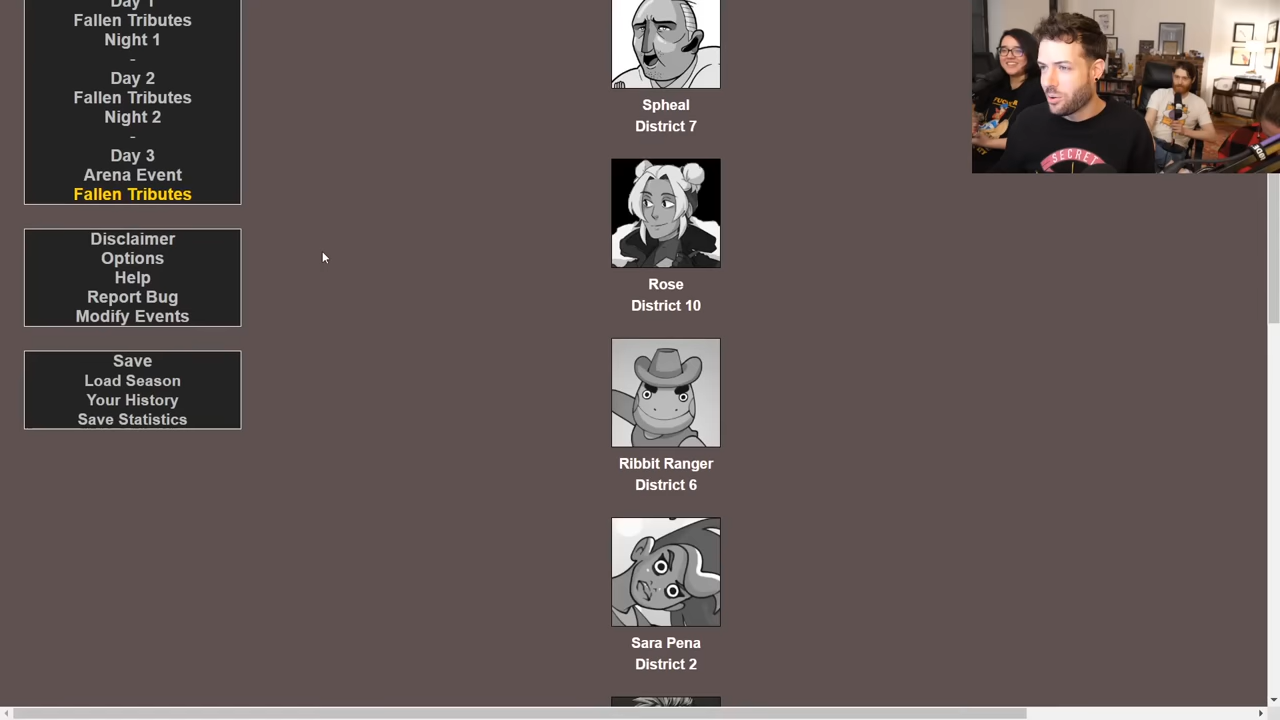 Day 1
Fallen Tributes
Night 1
-
Day 2
Fallen Tributes
Night 2
-
Day 3
Arena Event
Fallen Tributes
Disclaimer
Options
Help
Report Bug
Modify Events
Save
Load Season
Your History
Save Statistics
Spheal
District 7
Rose
District 10
Ribbit Ranger
District 6
Sara Pena
District 2
SECRET